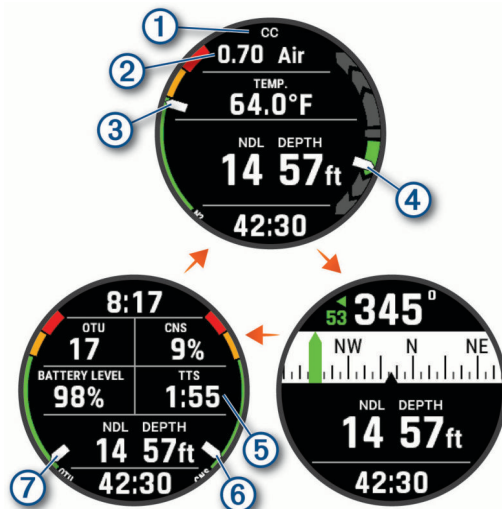 1
CC
2
0.70 Air
TEMP.
64.0°F
3
NDL DEPTH
14 57ft
4
N2
42:30
8:17
OTU CNS
17 9%
BATTERY LEVEL TTS
98% 1:55
NDL DEPTH
14 57ft
5
7
OTU
42:30
CNS
6
53 345°
NW N NE
NDL DEPTH
14 57ft
42:30